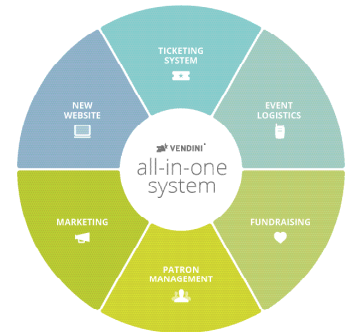 TICKETING
SYSTEM
NEW
WEBSITE
EVENT
LOGISTICS
VENDINI
all-in-one
system
MARKETING
FUNDRAISING
PATRON
MANAGEMENT